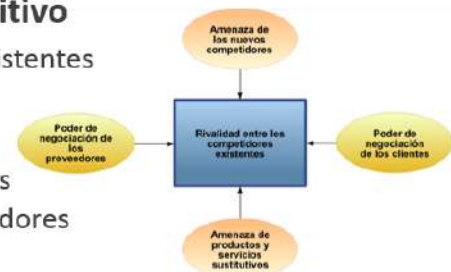 itivo
istentes
s
dores
Amenaza de
los nuevos
competidores
Poder de
negociación de
los
proveedores
Rivalidad entre los
competidores
existentes
Poder de
negociación
de los clientes
Amenaza de
productos y
servicios
sustitutivos